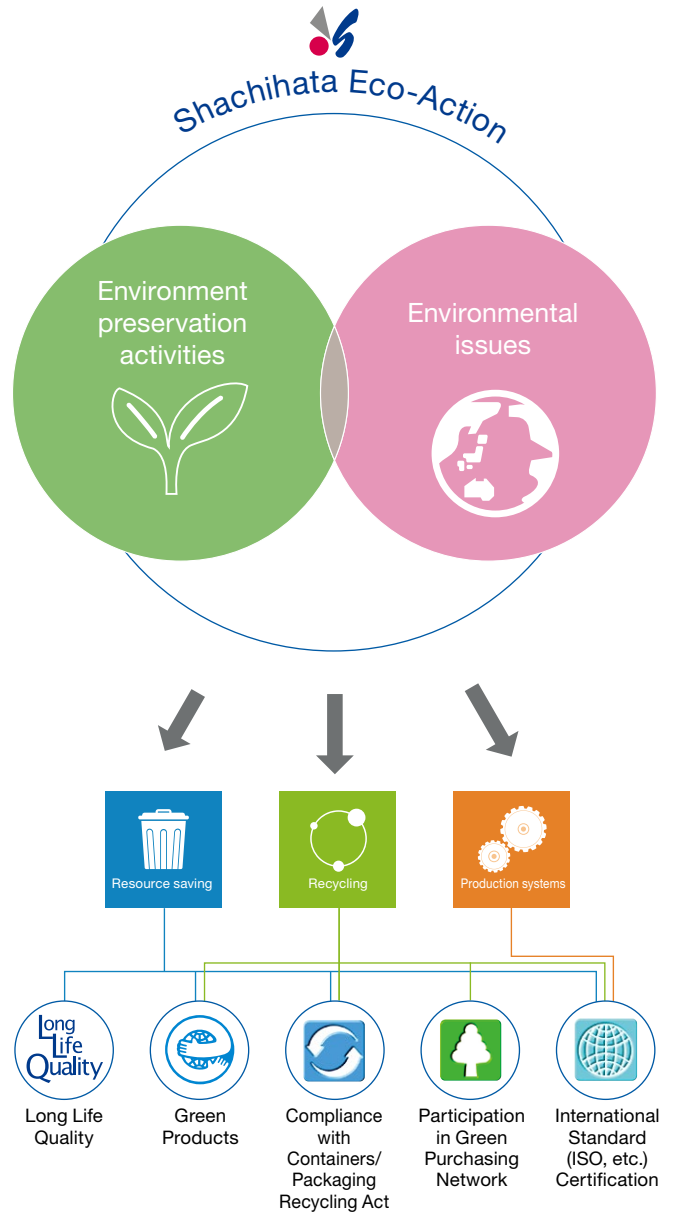 Shachihata Eco-Action
Environment
preservation
activities
Environmental
issues
Resource saving
Recycling
Production systems
Long
Life
Quality
Long Life
Quality
Green
Products
Compliance
with
Containers/
Packaging
Recycling Act
Participation
in Green
Purchasing
Network
International
Standard
(ISO, etc.)
Certification